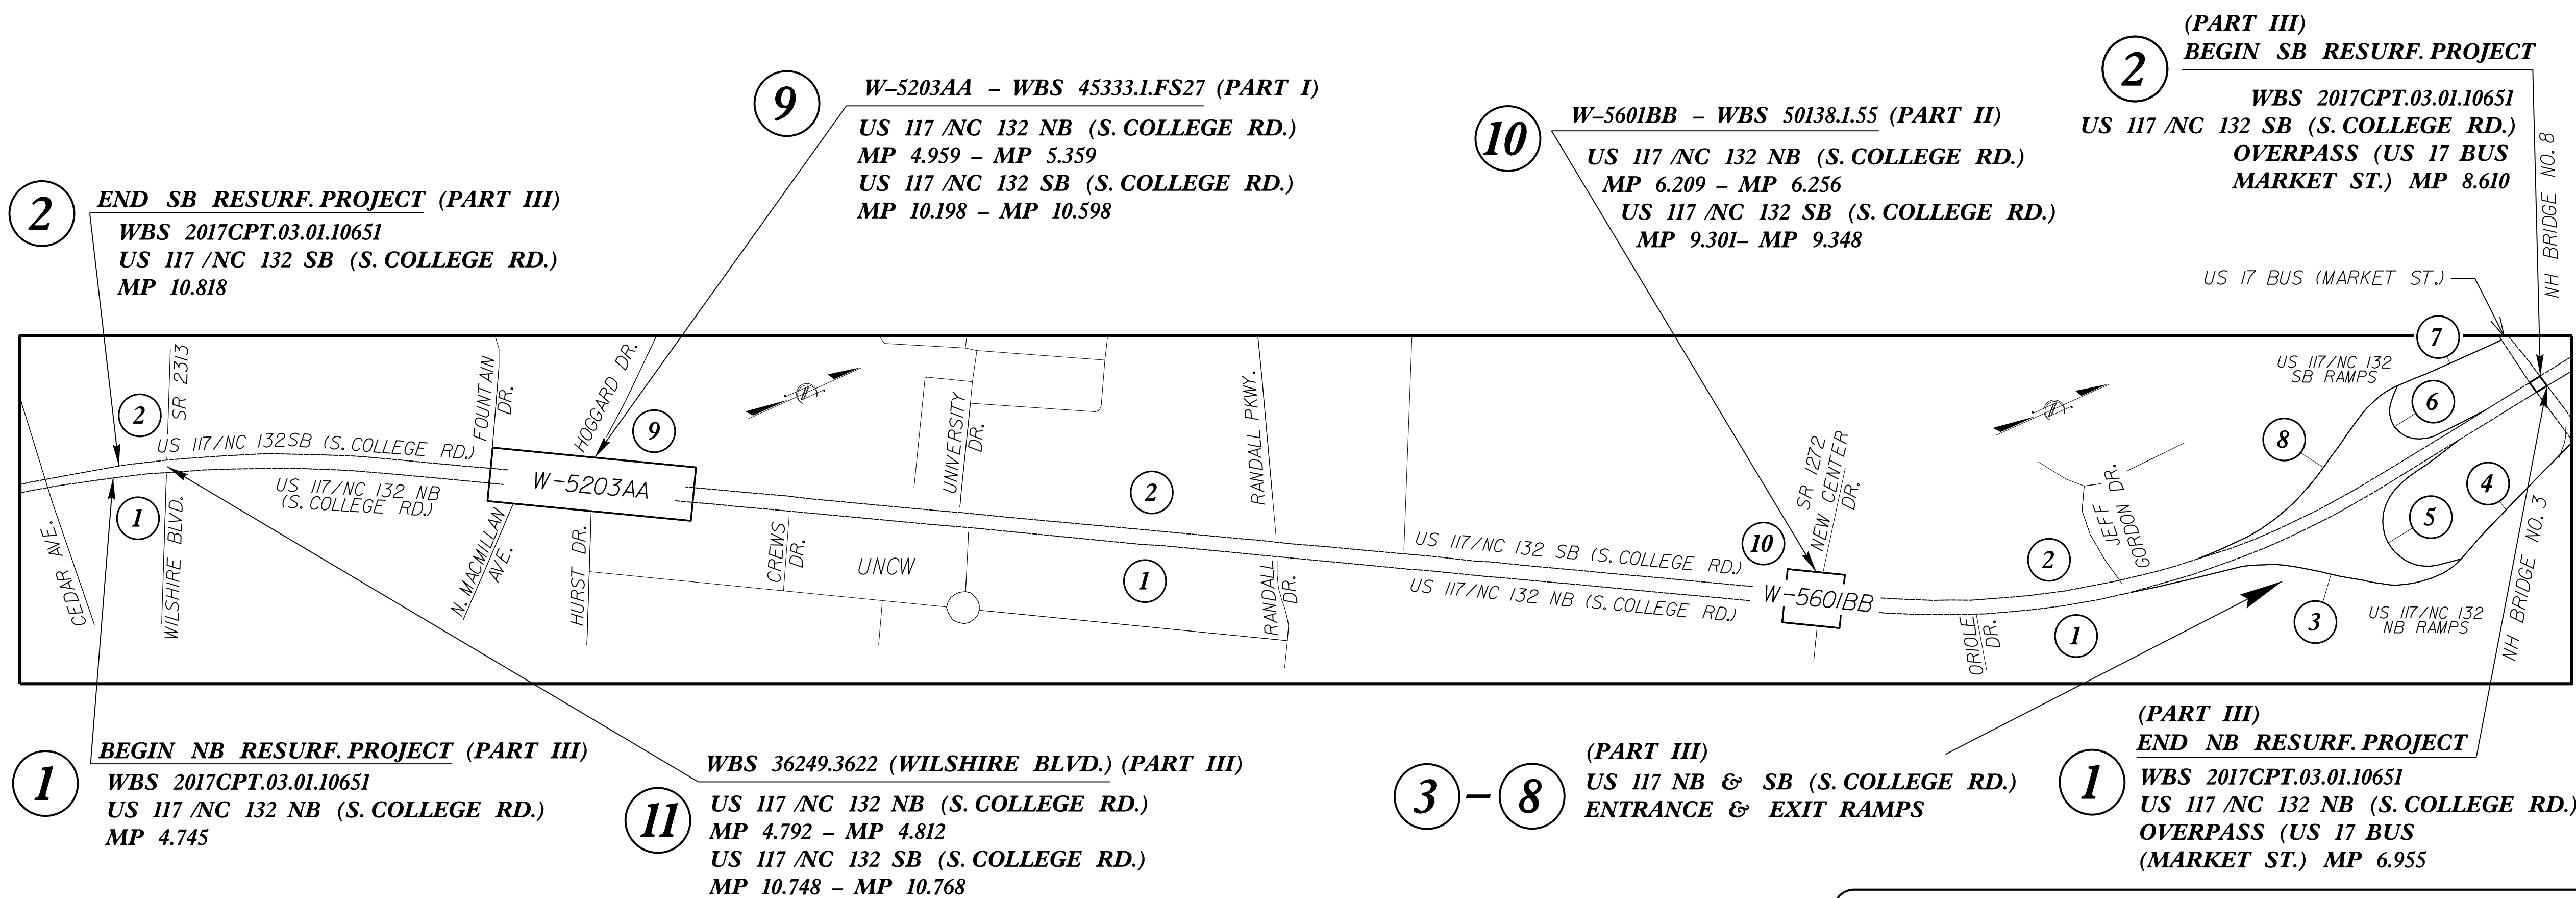 (PART III)
BEGIN SB RESURF. PROJECT
2
WBS 2017CPT.03.01.10651
US 117 /NC 132 SB (S. COLLEGE RD.)
OVERPASS (US 17 BUS
MARKET ST.) MP 8.610
9
W-5203AA – WBS 45333.1.FS27 (PART I)
US 117 /NC 132 NB (S. COLLEGE RD.)
MP 4.959 – MP 5.359
US 117 /NC 132 SB (S. COLLEGE RD.)
MP 10.198 – MP 10.598
10
W-5601BB – WBS 50138.1.55 (PART II)
US 117 /NC 132 NB (S. COLLEGE RD.)
MP 6.209 – MP 6.256
US 117 /NC 132 SB (S. COLLEGE RD.)
MP 9.301– MP 9.348
2
END SB RESURF. PROJECT (PART III)
WBS 2017CPT.03.01.10651
US 117 /NC 132 SB (S. COLLEGE RD.)
MP 10.818
NH BRIDGE NO. 8
US 17 BUS (MARKET ST.)
CEDAR AVE.
2
SR 2313
US 117/NC 132SB (S. COLLEGE RD.)
1
WILSHIRE BLVD.
US 117/NC 132 NB
(S. COLLEGE RD.)
FOUNTAIN
DR.
HOGGARD DR.
9
W-5203AA
N. MACMILLAN
AVE.
HURST DR.
CREWS
DR.
UNCW
UNIVERSITY
DR.
2
1
RANDALL PKWY.
RANDALL
DR.
US 117/NC 132 SB (S. COLLEGE RD.)
US 117/NC 132 NB (S. COLLEGE RD.)
10
SR 1272
NEW CENTER
DR.
W-5601BB
ORIOLE
DR.
2
1
JEFF
GORDON DR.
8
US 117/NC 132
SB RAMPS
7
6
5
4
3
US 117/NC 132
NB RAMPS
NH BRIDGE NO. 3
1
BEGIN NB RESURF. PROJECT (PART III)
WBS 2017CPT.03.01.10651
US 117 /NC 132 NB (S. COLLEGE RD.)
MP 4.745
11
WBS 36249.3622 (WILSHIRE BLVD.) (PART III)
US 117 /NC 132 NB (S. COLLEGE RD.)
MP 4.792 – MP 4.812
US 117 /NC 132 SB (S. COLLEGE RD.)
MP 10.748 – MP 10.768
3 – 8
(PART III)
US 117 NB & SB (S. COLLEGE RD.)
ENTRANCE & EXIT RAMPS
1
(PART III)
END NB RESURF. PROJECT
WBS 2017CPT.03.01.10651
US 117 /NC 132 NB (S. COLLEGE RD.)
OVERPASS (US 17 BUS
(MARKET ST.) MP 6.955